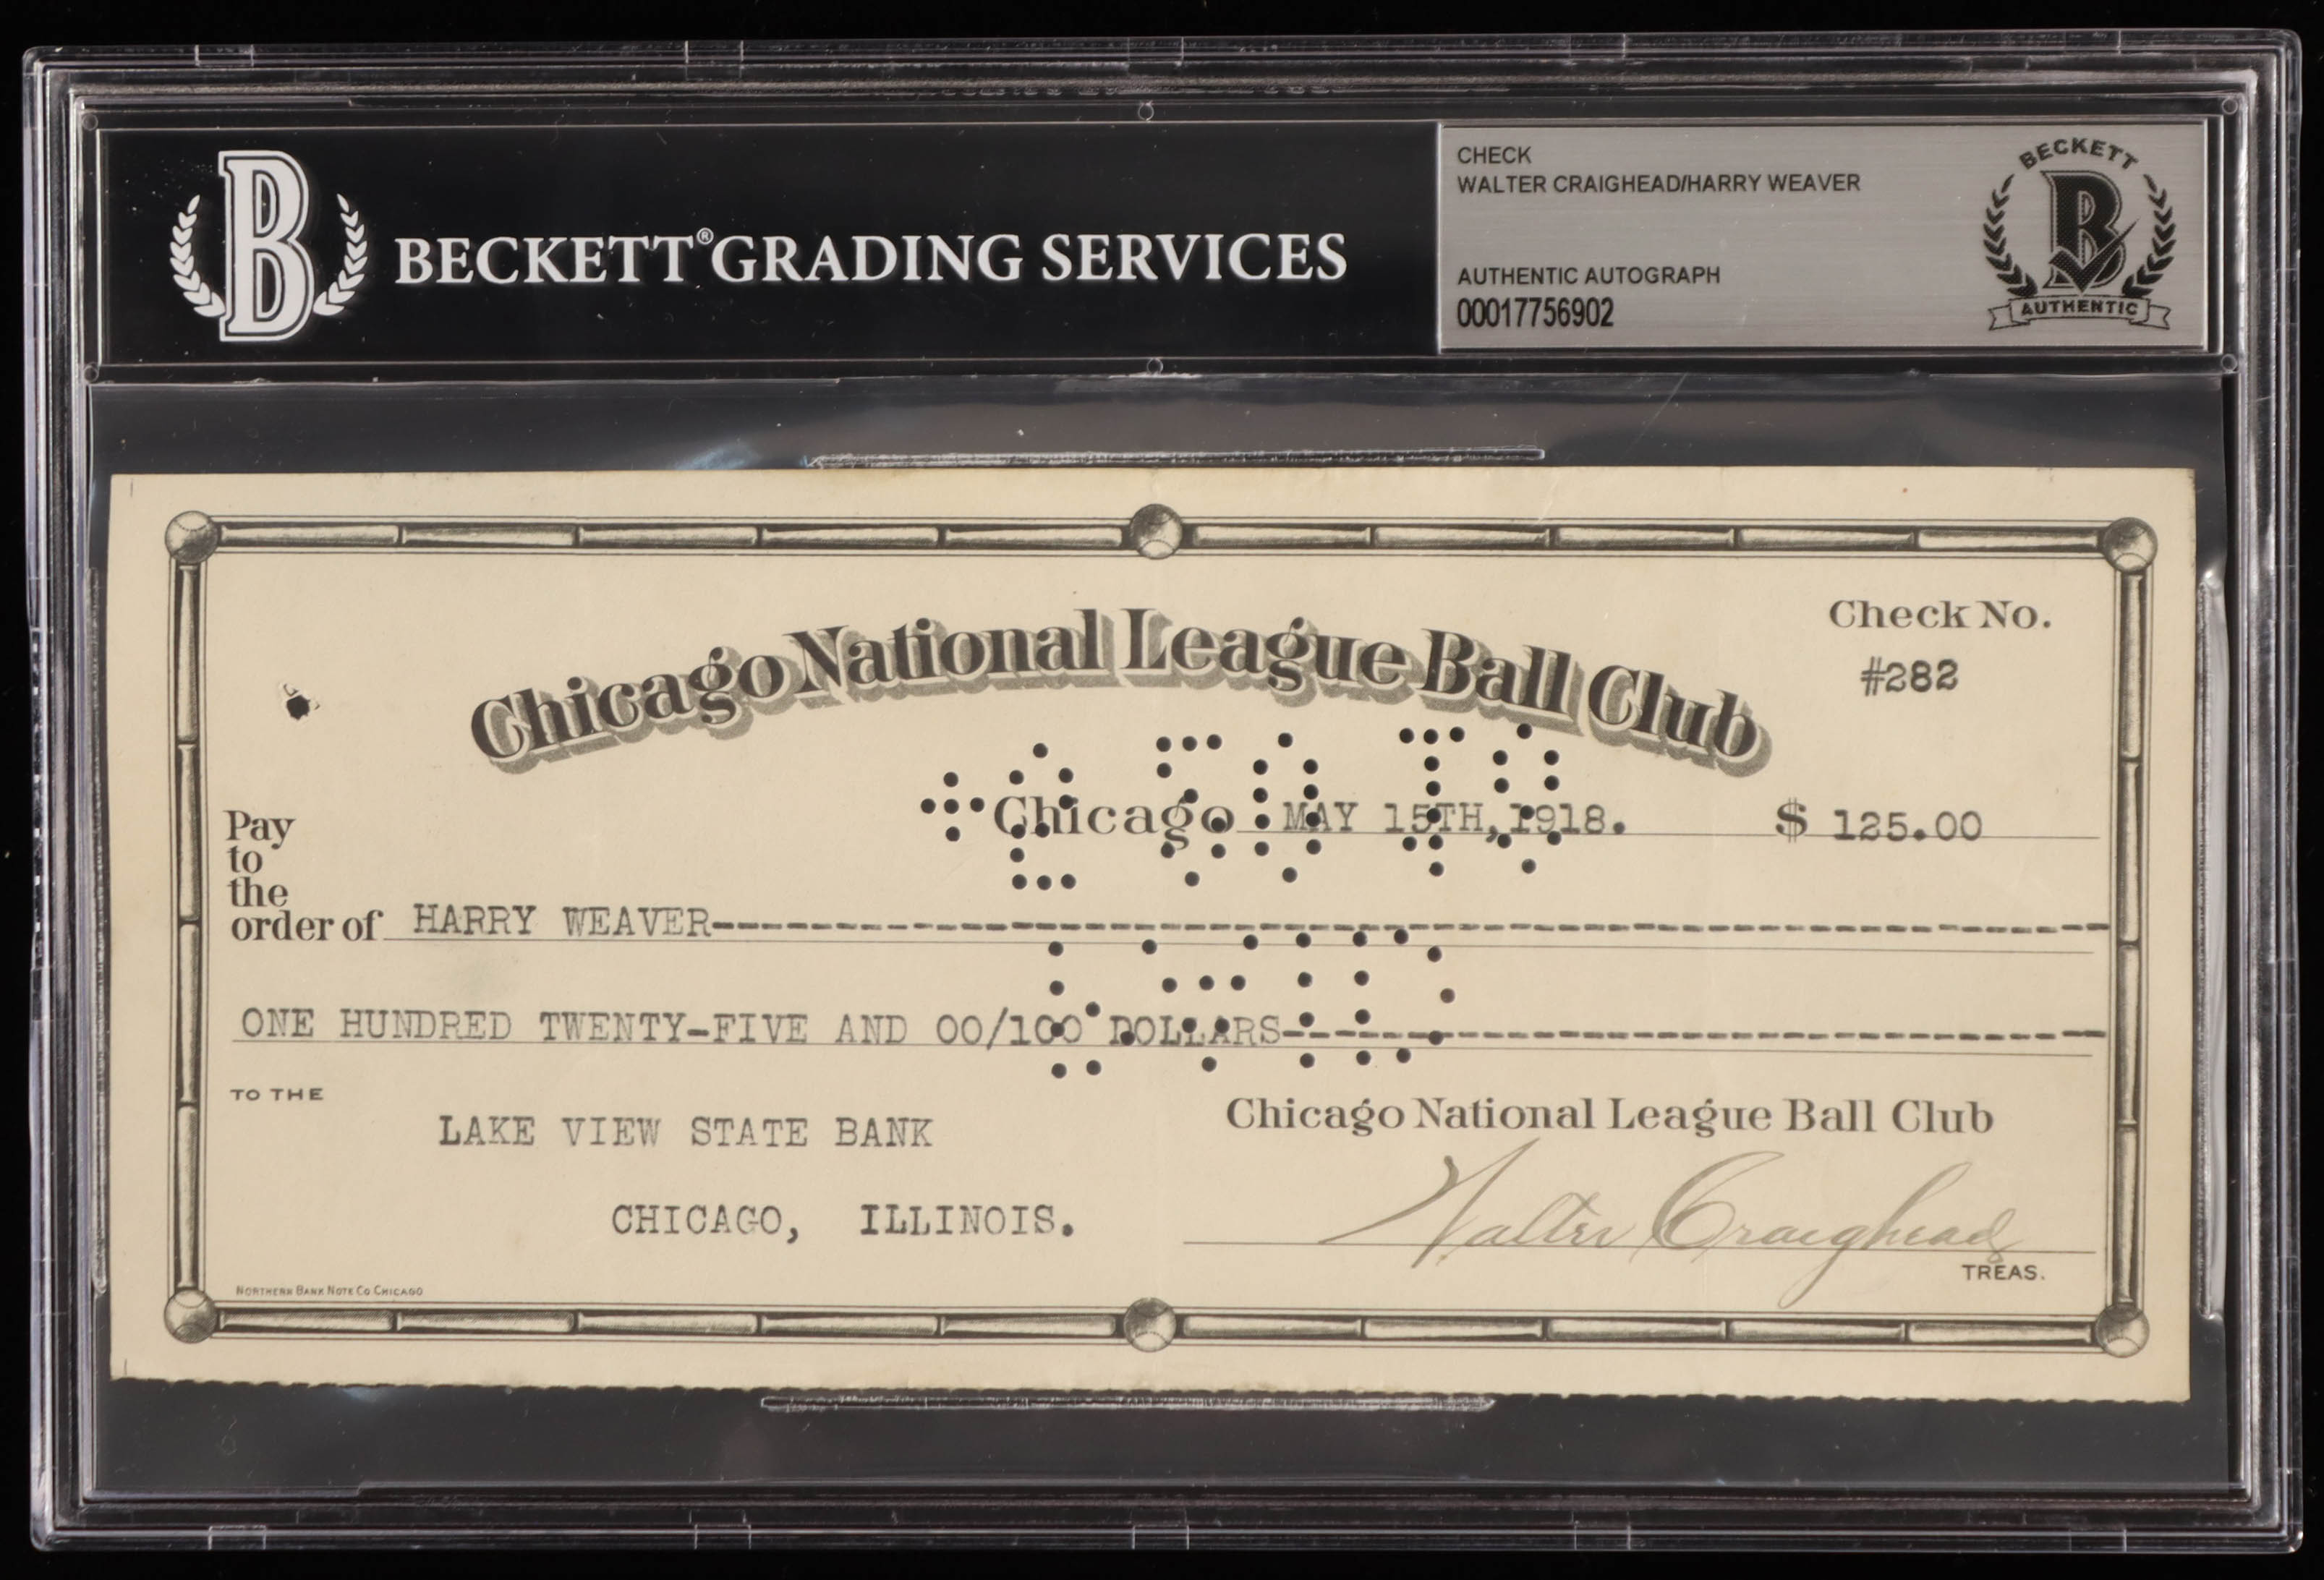 BECKETT® GRADING SERVICES
CHECK
WALTER CRAIGHEAD/HARRY WEAVER
AUTHENTIC AUTOGRAPH
00017756902
BECKETT
B
AUTHENTIC
B
Check No.
#282
Chicago National League Ball Club
Chicago MAY 15TH, 1918. $ 125.00
Pay
to
the
order of HARRY WEAVER
ONE HUNDRED TWENTY-FIVE AND 00/100 DOLLARS
TO THE
LAKE VIEW STATE BANK
CHICAGO, ILLINOIS.
Chicago National League Ball Club
Walter Craighead
TREAS.
NORTHERN BANK NOTE CO CHICAGO